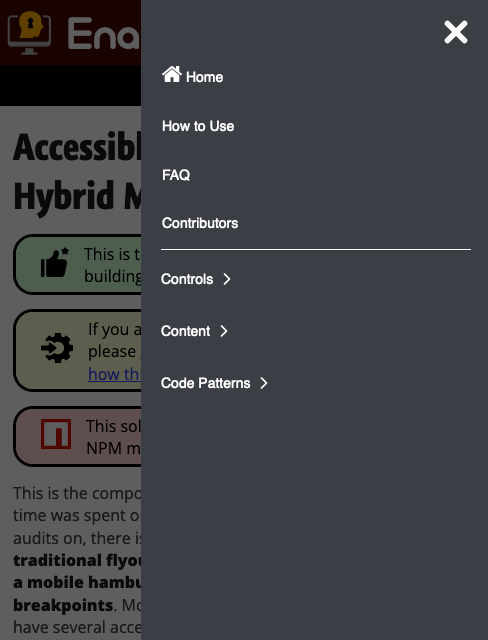 Ena
Home
How to Use
FAQ
Contributors
Controls
Content
Code Patterns
Accessibl
Hybrid M
This is t
building
If you a
please
how thi
This sol
NPM m
This is the compo
time was spent o
audits on, there is
traditional flyou
a mobile hambu
breakpoints. Mo
have several acce